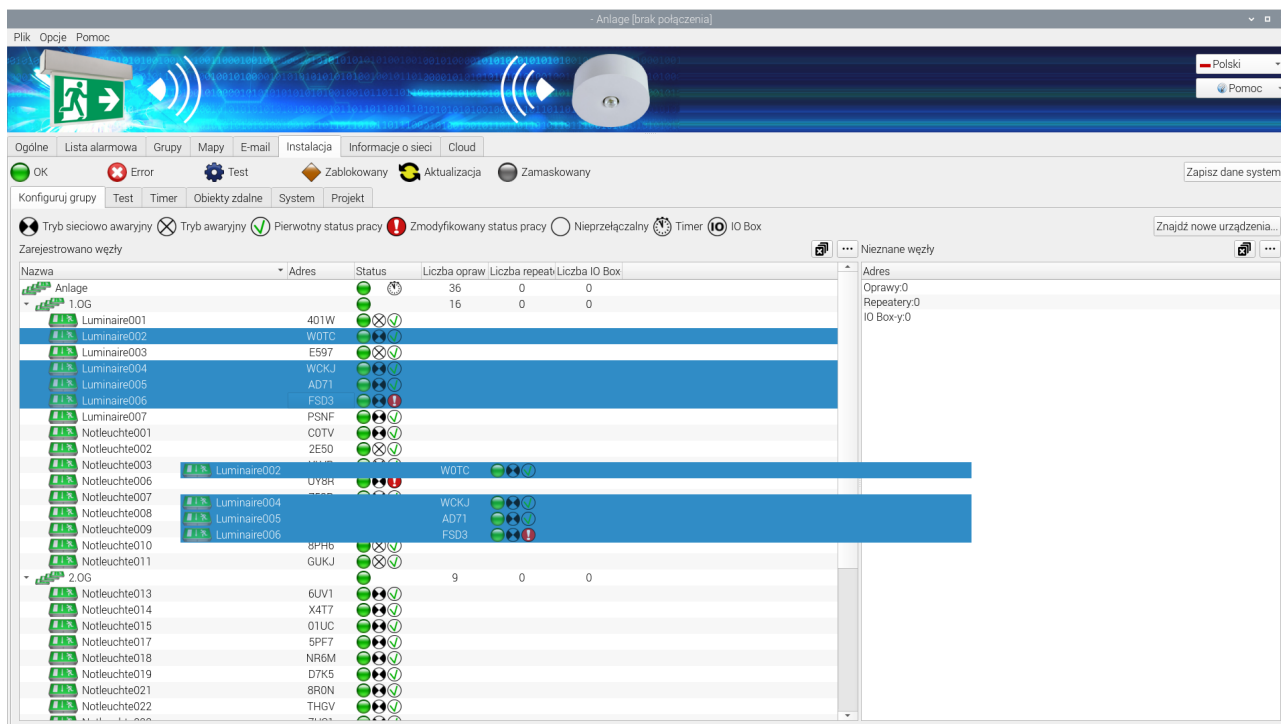 - Anlage [brak połączenia]
Plik Opcje Pomoc
Polski
Pomoc
Ogólne Lista alarmowa Grupy Mapy E-mail Instalacja Informacje o sieci Cloud
OK Error Test Zablokowany Aktualizacja Zamaskowany Zapisz dane system
Konfiguruj grupy Test Timer Obiekty zdalne System Projekt
Tryb sieciowo awaryjny Tryb awaryjny Pierwotny status pracy Zmodyfikowany status pracy Nieprzełączalny Timer IO IO Box Znajdź nowe urządzenia...
Zarejestrowano węzły ... Nieznane węzły ...
Nazwa Adres Status Liczba opraw Liczba repeat Liczba IO Box Adres
Anlage 36 0 0 Oprawy:0
1.OG 16 0 0 Repeatery:0
Luminaire001 401W IO Box-y:0
Luminaire002 W0TC
Luminaire003 E597
Luminaire004 WCKJ
Luminaire005 AD71
Luminaire006 FSD3
Luminaire007 PSNF
Notleuchte001 C0TV
Notleuchte002 2E50
Notleuchte003
Luminaire002 W0TC
Notleuchte006 UY8R
Notleuchte007
Luminaire004 WCKJ
Notleuchte008
Luminaire005 AD71
Notleuchte009
Luminaire006 FSD3
Notleuchte010 8PH6
Notleuchte011 GUKJ
2.OG 9 0 0
Notleuchte013 6UV1
Notleuchte014 X4T7
Notleuchte015 01UC
Notleuchte017 5PF7
Notleuchte018 NR6M
Notleuchte019 D7K5
Notleuchte021 8R0N
Notleuchte022 THGV